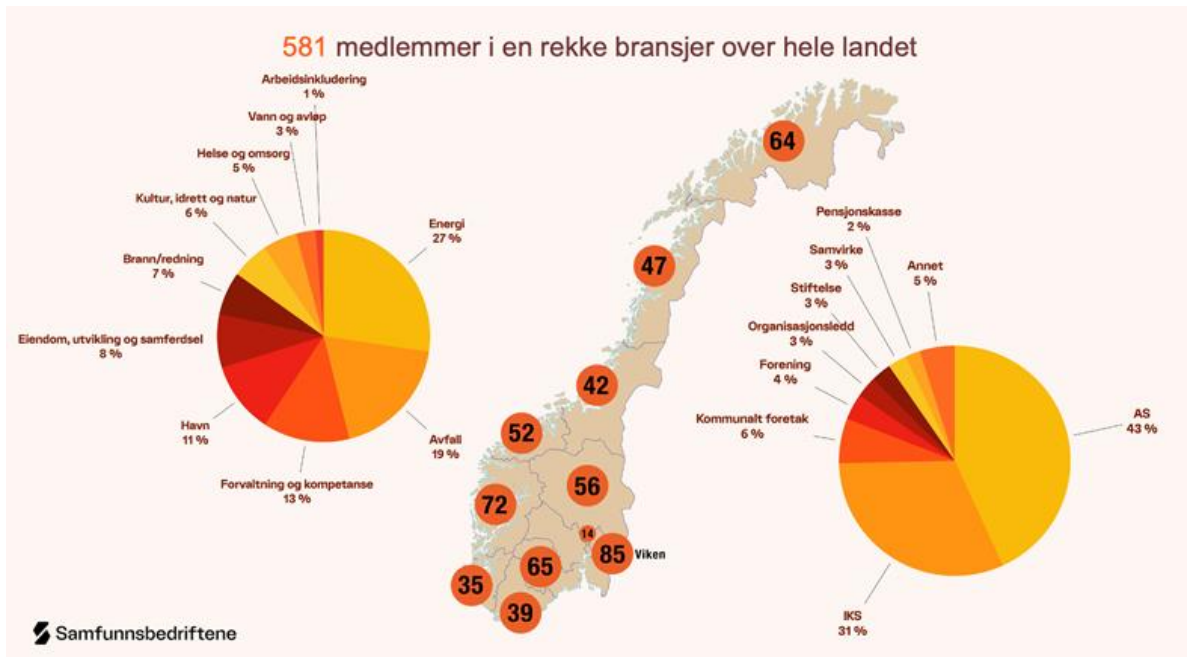 581 medlemmer i en rekke bransjer over hele landet
Arbeidsinkludering
1 %
Vann og avløp
3 %
Helse og omsorg
5 %
Kultur, idrett og natur
6 %
Brann/redning
7 %
Eiendom, utvikling og samferdsel
8 %
Havn
11 %
Forvaltning og kompetanse
13 %
Avfall
19 %
Energi
27 %
64
47
42
52
56
72
14
85 Viken
65
35
39
Pensjonskasse
2 %
Samvirke
3 %
Annet
5 %
Stiftelse
3 %
Organisasjonsledd
3 %
Forening
4 %
Kommunalt foretak
6 %
AS
43 %
IKS
31 %
Samfunnsbedriftene